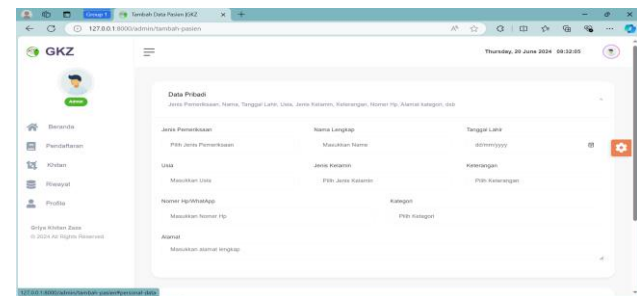 Group 1
Tambah Data Pasien |GKZ
127.0.0.1:8000/admin/tambah-pasien
GKZ
Thursday, 20 June 2024 08:32:05
Admin
Data Pribadi
Jenis Pemeriksaan, Nama, Tanggal Lahir, Usia, Jenis Kelamin, Keterangan, Nomer Hp, Alamat kategori, dsb
Beranda
Pendaftaran
Khitan
Riwayat
Profile
Griya Khitan Zaza
© 2024 All Rights Reserved
Jenis Pemeriksaan
Nama Lengkap
Tanggal Lahir
Pilih Jenis Pemeriksaan
Masukkan Nama
dd/mm/yyyy
Usia
Jenis Kelamin
Keterangan
Masukkan Usia
Pilih Jenis Kelamin
Pilih Keterangan
Nomer Hp/WhatApp
Kategori
Masukkan Nomer Hp
Pilih Kategori
Alamat
Masukkan alamat lengkap
127.0.0.1:8000/admin/tambah-pasien#personal-data